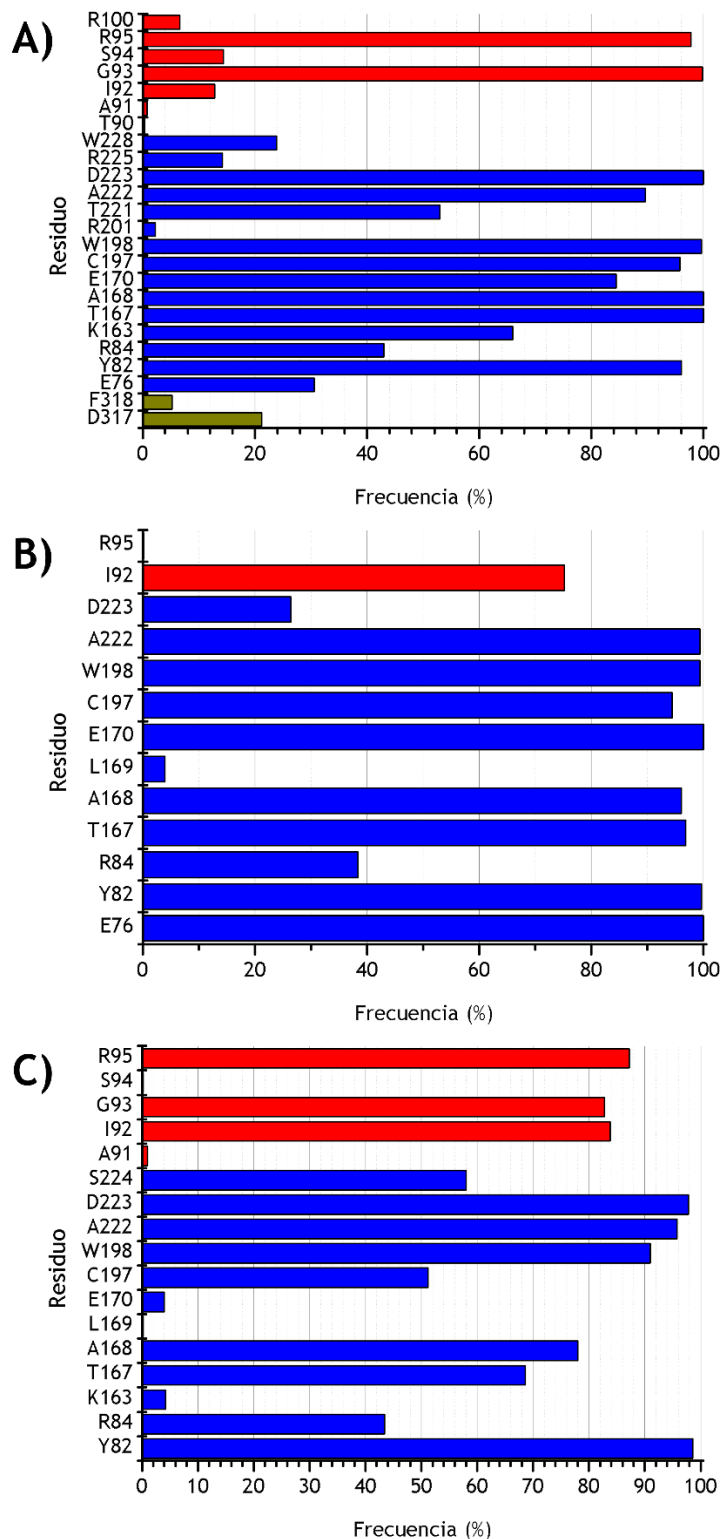 A)
R100
R95
S94
G93
I92
A91
T90
W228
R225
D223
A222
T221
R201
W198
C197
E170
A168
T167
K163
R84
Y82
E76
F318
D317
Residuo
0 20 40 60 80 100
Frecuencia (%)
B)
R95
I92
D223
A222
W198
C197
E170
L169
A168
T167
R84
Y82
E76
Residuo
0 20 40 60 80 100
Frecuencia (%)
C)
R95
S94
G93
I92
A91
S224
D223
A222
W198
C197
E170
L169
A168
T167
K163
R84
Y82
Residuo
0 10 20 30 40 50 60 70 80 90 100
Frecuencia (%)